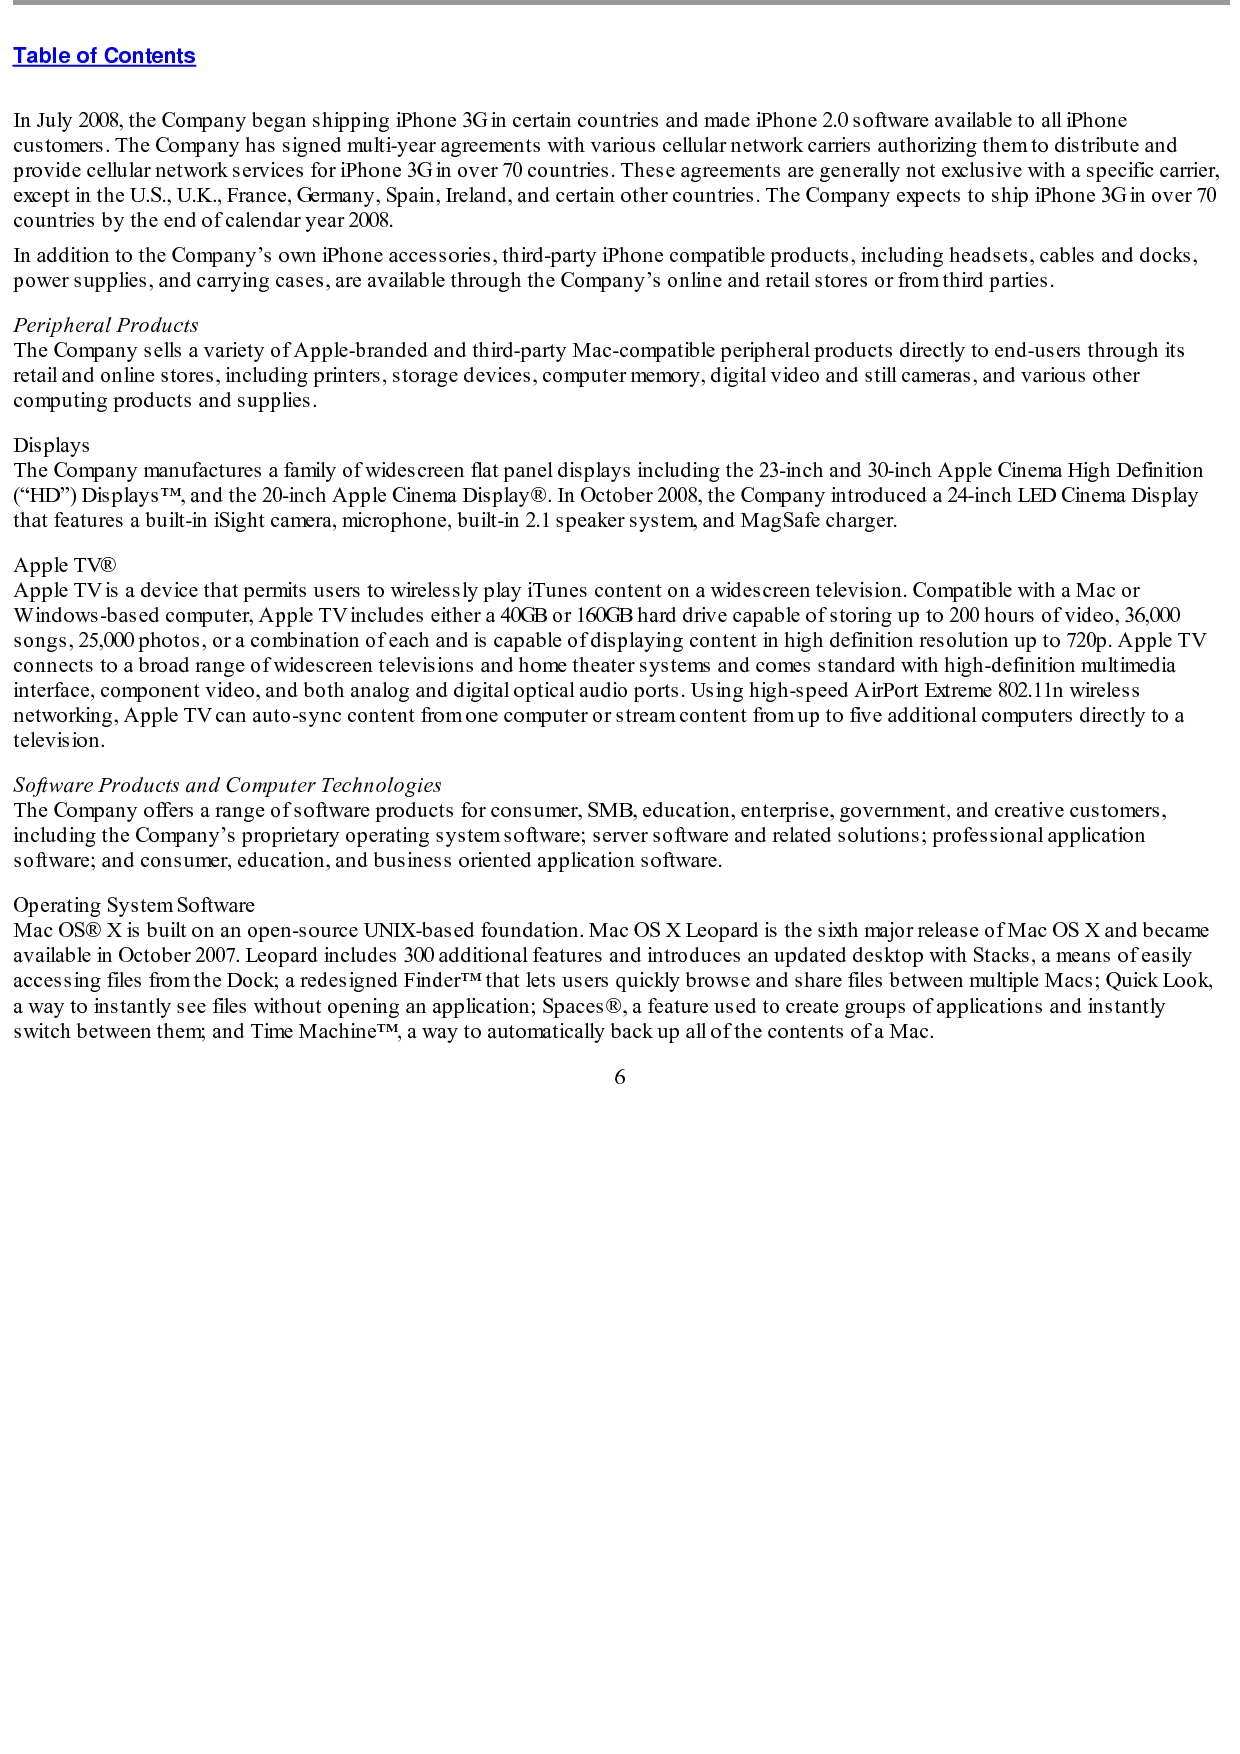 Table of Contents
In July 2008, the Company began shipping iPhone 3G in certain countries and made iPhone 2.0 software available to all iPhone
customers. The Company has signed multi-year agreements with various cellular network carriers authorizing them to distribute and
provide cellular network services for iPhone 3G in over 70 countries. These agreements are generally not exclusive with a specific carrier,
except in the U.S., U.K., France, Germany, Spain, Ireland, and certain other countries. The Company expects to ship iPhone 3G in over 70
countries by the end of calendar year 2008.
In addition to the Company’s own iPhone accessories, third-party iPhone compatible products, including headsets, cables and docks,
power supplies, and carrying cases, are available through the Company’s online and retail stores or from third parties.
Peripheral Products
The Company sells a variety of Apple-branded and third-party Mac-compatible peripheral products directly to end-users through its
retail and online stores, including printers, storage devices, computer memory, digital video and still cameras, and various other
computing products and supplies.
Displays
The Company manufactures a family of widescreen flat panel displays including the 23-inch and 30-inch Apple Cinema High Definition
(“HD”) Displays™, and the 20-inch Apple Cinema Display®. In October 2008, the Company introduced a 24-inch LED Cinema Display
that features a built-in iSight camera, microphone, built-in 2.1 speaker system, and MagSafe charger.
Apple TV®
Apple TV is a device that permits users to wirelessly play iTunes content on a widescreen television. Compatible with a Mac or
Windows-based computer, Apple TV includes either a 40GB or 160GB hard drive capable of storing up to 200 hours of video, 36,000
songs, 25,000 photos, or a combination of each and is capable of displaying content in high definition resolution up to 720p. Apple TV
connects to a broad range of widescreen televisions and home theater systems and comes standard with high-definition multimedia
interface, component video, and both analog and digital optical audio ports. Using high-speed AirPort Extreme 802.11n wireless
networking, Apple TV can auto-sync content from one computer or stream content from up to five additional computers directly to a
television.
Software Products and Computer Technologies
The Company offers a range of software products for consumer, SMB, education, enterprise, government, and creative customers,
including the Company’s proprietary operating system software; server software and related solutions; professional application
software; and consumer, education, and business oriented application software.
Operating System Software
Mac OS® X is built on an open-source UNIX-based foundation. Mac OS X Leopard is the sixth major release of Mac OS X and became
available in October 2007. Leopard includes 300 additional features and introduces an updated desktop with Stacks, a means of easily
accessing files from the Dock; a redesigned Finder™ that lets users quickly browse and share files between multiple Macs; Quick Look,
a way to instantly see files without opening an application; Spaces®, a feature used to create groups of applications and instantly
switch between them; and Time Machine™, a way to automatically back up all of the contents of a Mac.
6